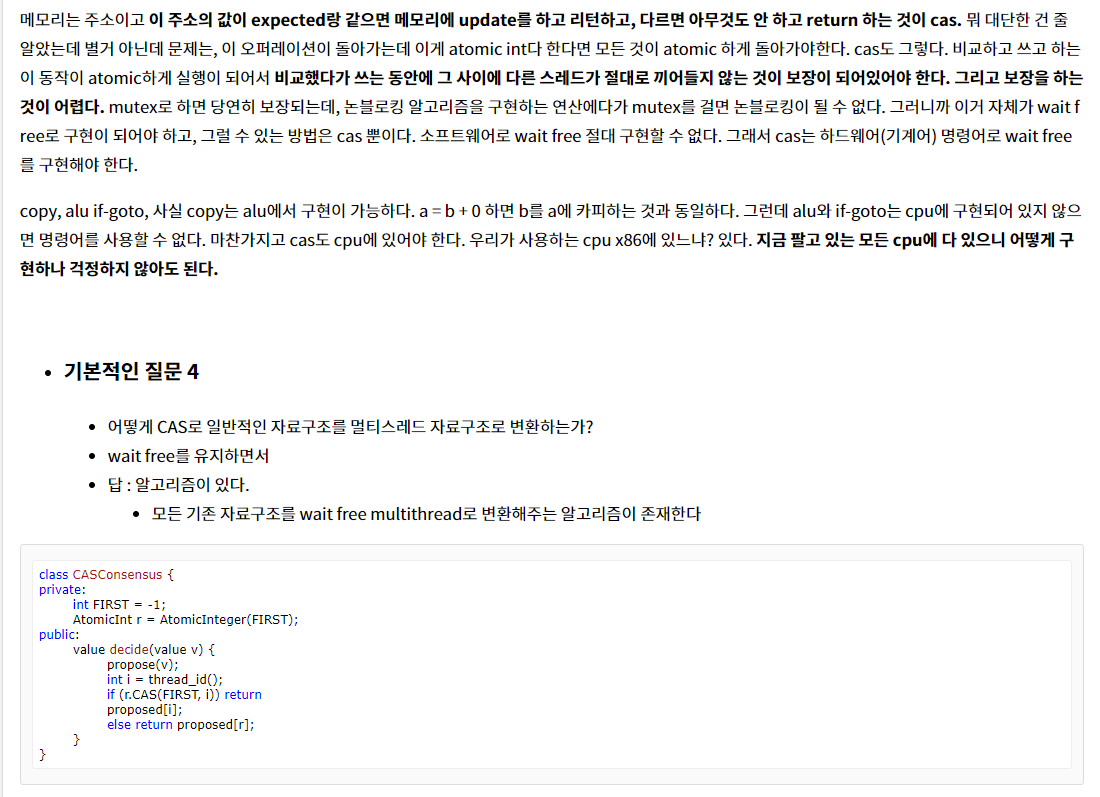 메모리는 주소이고 이 주소의 값이 expected랑 같으면 메모리에 update를 하고 리턴하고, 다르면 아무것도 안 하고 return 하는 것이 cas. 뭐 대단한 건 줄
알았는데 별거 아닌데 문제는, 이 오퍼레이션이 돌아가는데 이게 atomic int다 한다면 모든 것이 atomic 하게 돌아가야한다. cas도 그렇다. 비교하고 쓰고 하는
이 동작이 atomic하게 실행이 되어서 비교했다가 쓰는 동안에 그 사이에 다른 스레드가 절대로 끼어들지 않는 것이 보장이 되어있어야 한다. 그리고 보장을 하는
것이 어렵다. mutex로 하면 당연히 보장되는데, 논블로킹 알고리즘을 구현하는 연산에다가 mutex를 걸면 논블로킹이 될 수 없다. 그러니까 이거 자체가 wait f
ree로 구현이 되어야 하고, 그럴 수 있는 방법은 cas 뿐이다. 소프트웨어로 wait free 절대 구현할 수 없다. 그래서 cas는 하드웨어(기계어) 명령어로 wait free
를 구현해야 한다.
copy, alu if-goto, 사실 copy는 alu에서 구현이 가능하다. a = b + 0 하면 b를 a에 카피하는 것과 동일하다. 그런데 alu와 if-goto는 cpu에 구현되어 있지 않으
면 명령어를 사용할 수 없다. 마찬가지고 cas도 cpu에 있어야 한다. 우리가 사용하는 cpu x86에 있느냐? 있다. 지금 팔고 있는 모든 cpu에 다 있으니 어떻게 구
현하나 걱정하지 않아도 된다.
• 기본적인 질문 4
• 어떻게 CAS로 일반적인 자료구조를 멀티스레드 자료구조로 변환하는가?
• wait free를 유지하면서
• 답 : 알고리즘이 있다.
• 모든 기존 자료구조를 wait free multithread로 변환해주는 알고리즘이 존재한다
class CASConsensus {
private:
int FIRST = -1;
AtomicInt r = AtomicInteger(FIRST);
public:
value decide(value v) {
propose(v);
int i = thread_id();
if (r.CAS(FIRST, i)) return
proposed[i];
else return proposed[r];
}
}